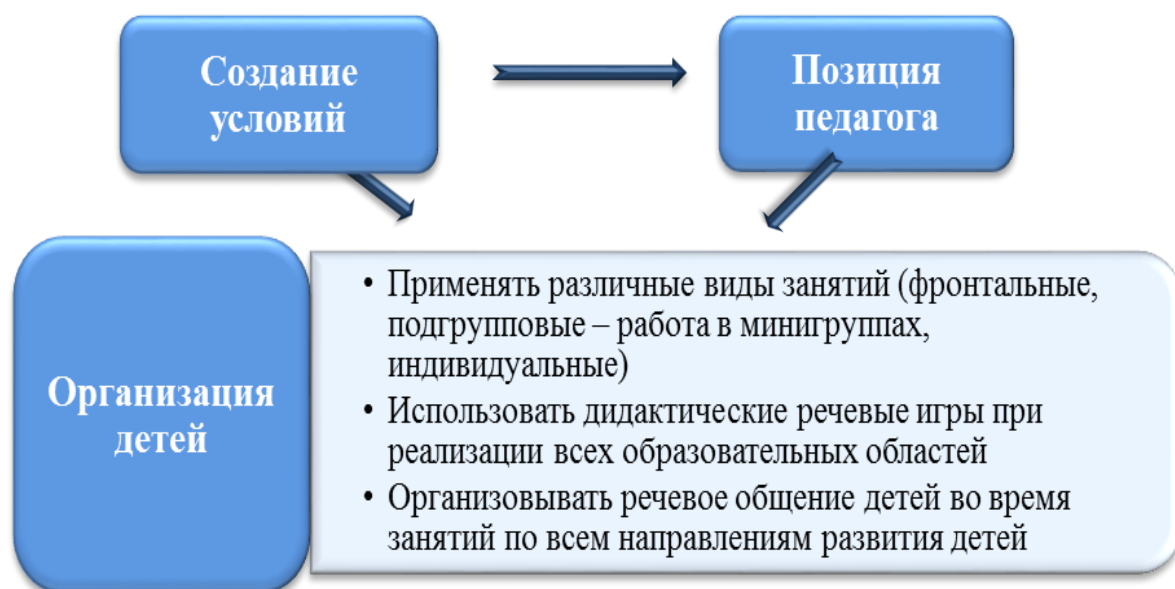 Создание
условий
Позиция
педагога
Организация
детей
• Применять различные виды занятий (фронтальные,
подгрупповые – работа в минигруппах,
индивидуальные)
• Использовать дидактические речевые игры при
реализации всех образовательных областей
• Организовывать речевое общение детей во время
занятий по всем направлениям развития детей